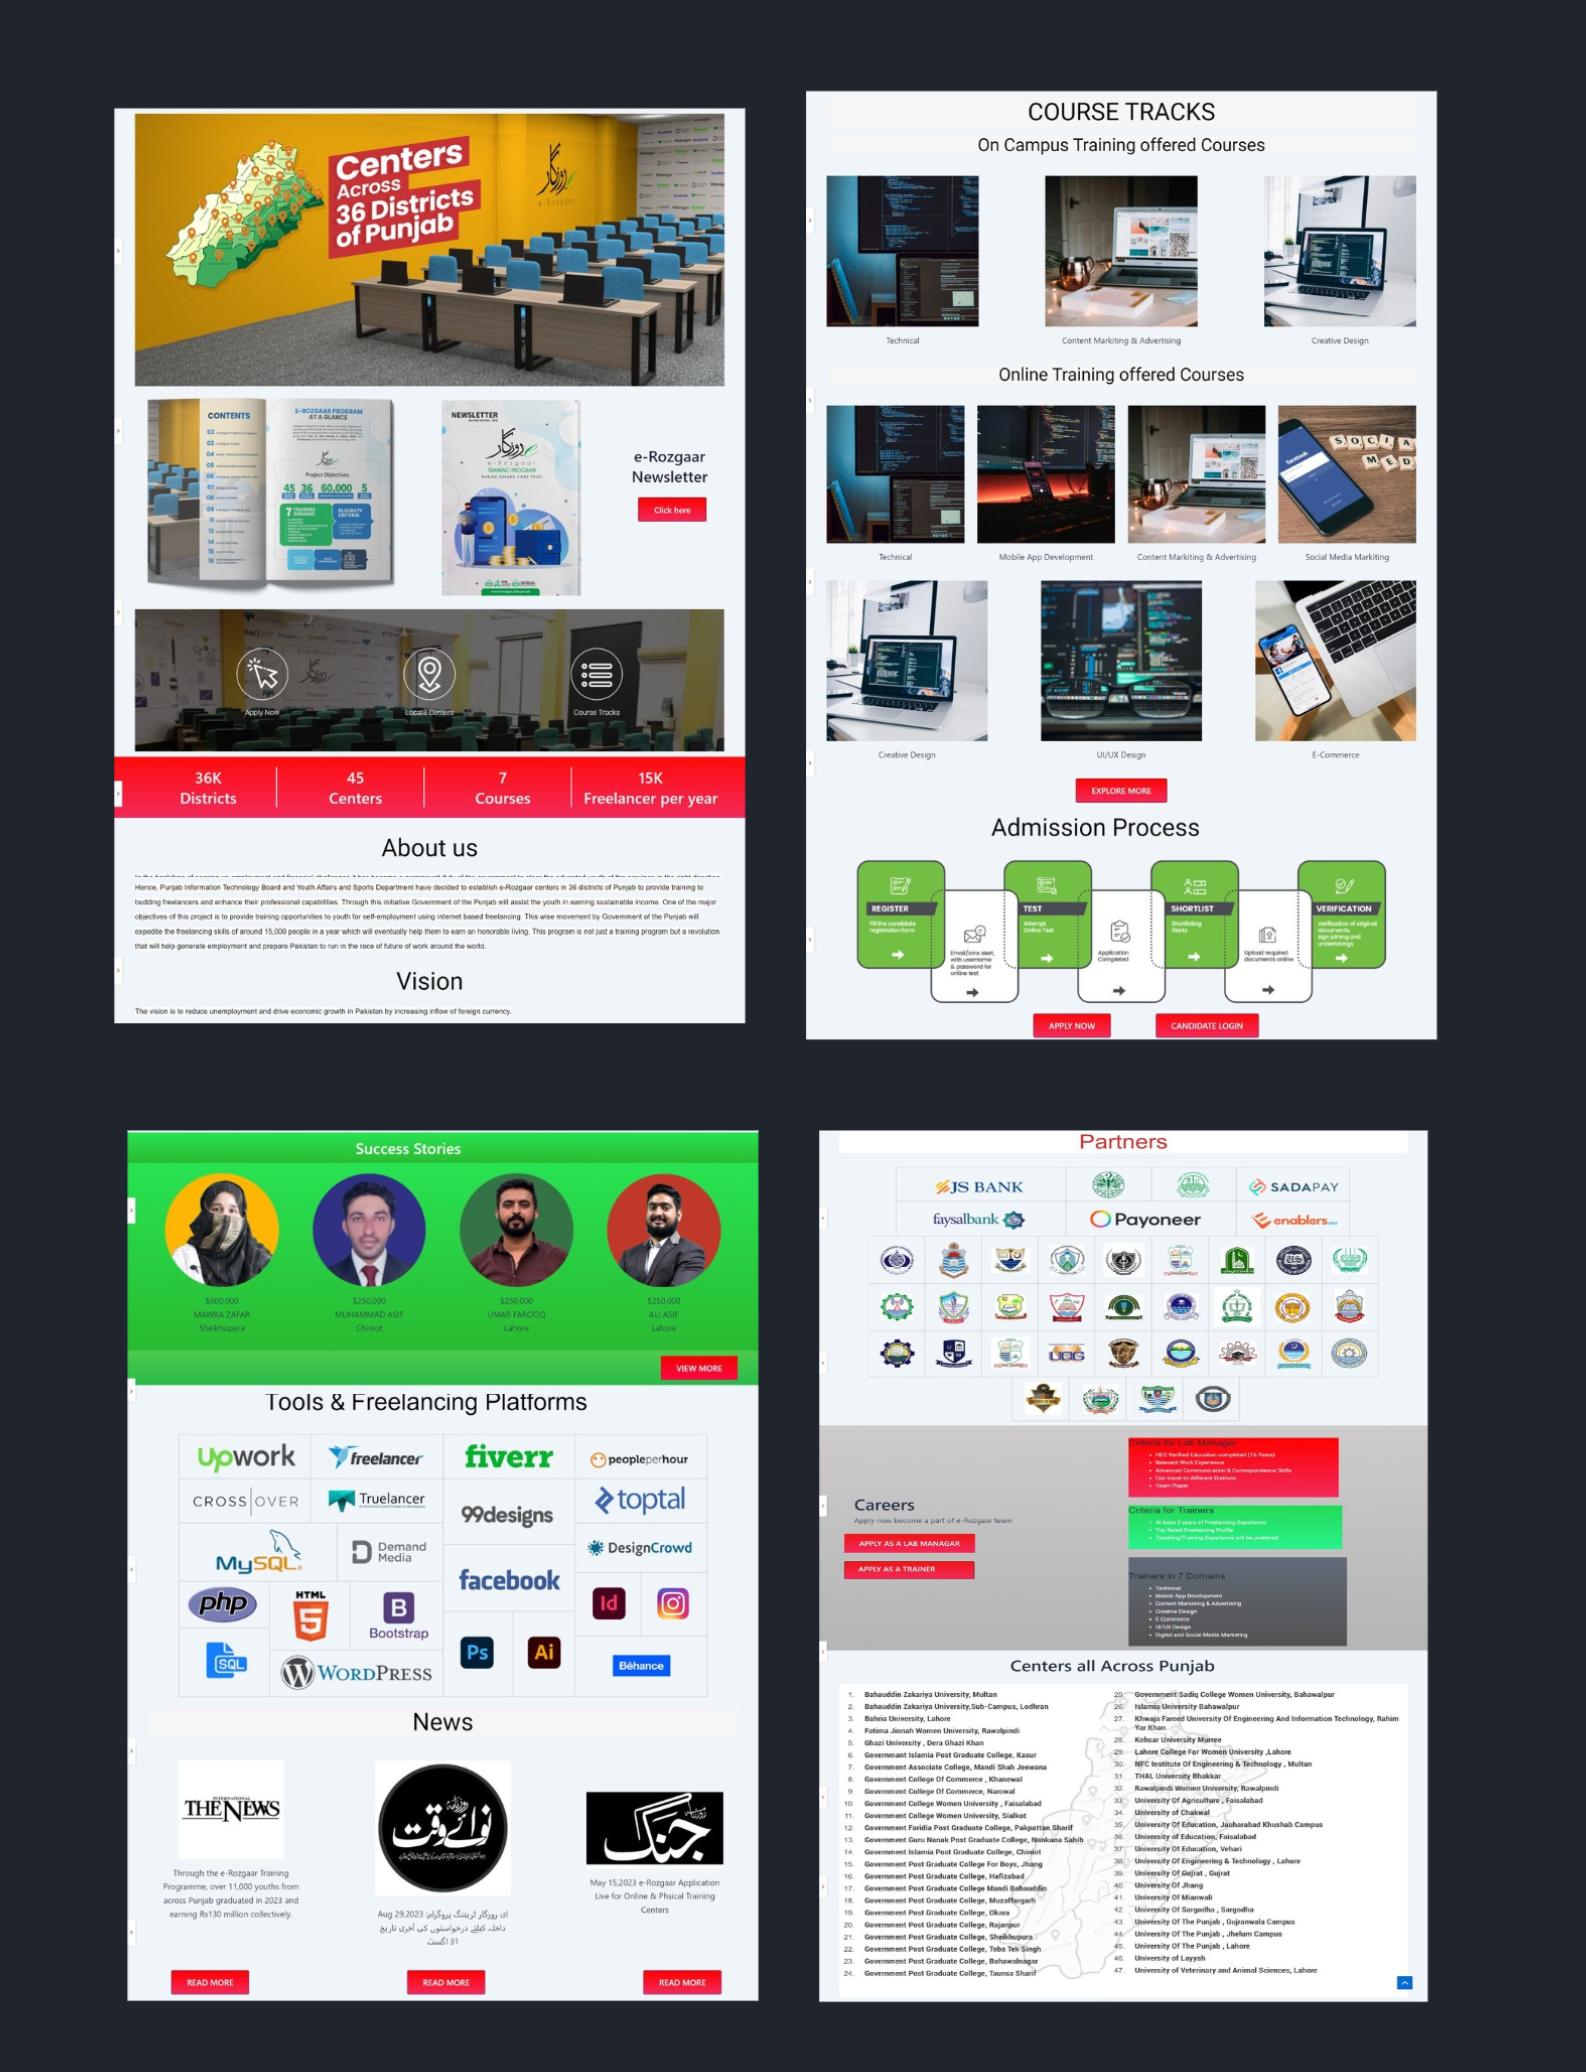 Centers
Across
36 Districts
of Punjab
e-Rozgaar
CONTENTS
E-ROZGAAR PROGRAM
AT A GLANCE
Project Objectives
45 36 60,000 5
7 TRAINING
ELIGIBILITY
CRITERIA
NEWSLETTER
e-Rozgaar
TRAINING PROGRAM
e-Rozgaar
Newsletter
Click here
Apply Now
Locate Centers
Course Tracks
36K
Districts
45
Centers
7
Courses
15K
Freelancer per year
About us
Hence, Punjab Information Technology Board and Youth Affairs and Sports Department have decided to establish e-Rozgaar centers in 36 districts of Punjab to provide training to
budding freelancers and enhance their professional capabilities. Through this initiative Government of the Punjab will assist the youth in earning sustainable income. One of the major
objectives of this project is to provide training opportunities to youth for self-employment using internet based freelancing. This wise movement by Government of the Punjab will
expedite the freelancing skills of around 15,000 people in a year which will eventually help them to earn an honorable living. This program is not just a training program but a revolution
that will help generate employment and prepare Pakistan to run in the race of future of work around the world.
Vision
The vision is to reduce unemployment and drive economic growth in Pakistan by increasing inflow of foreign currency.
COURSE TRACKS
On Campus Training offered Courses
Technical
Content Markiting & Advertising
Creative Design
Online Training offered Courses
facebook
SOCIA
MED
Technical
Mobile App Development
Content Markiting & Advertising
Social Media Markiting
Creative Design
UI/UX Design
E-Commerce
EXPLORE MORE
Admission Process
REGISTER
Fill the candidate
registration form
Email/sms alert,
with username
& password for
online test
TEST
Attempt
Online Test
Application
Completed
SHORTLIST
Shortlisting
Starts
Upload required
documents online
VERIFICATION
Verification of original
documents,
sign joining and
undertakings
APPLY NOW
CANDIDATE LOGIN
Success Stories
$500,000
MAWRA ZAFAR
Sheikhupura
$250,000
MUHAMMAD ASIF
Chiniot
$250,000
UMAR FAROOQ
Lahore
$250,000
ALI ASIF
Lahore
VIEW MORE
Tools & Freelancing Platforms
upwork
freelancer
fiverr
peopleperhour
CROSSOVER
Truelancer
99designs
toptal
MySQL
Demand
Media
DesignCrowd
facebook
php
HTML
5
B
Bootstrap
Id
SQL
WORDPRESS
Ps
Ai
Bēhance
News
INTERNATIONAL
THE NEWS
Through the e-Rozgaar Training
Programme, over 11,000 youths from
across Punjab graduated in 2023 and
earning Rs130 million collectively.
READ MORE
نوائے وقت
Aug 29,2023 ای روزگار ٹریننگ پروگرام:
داخلہ کیلئے درخواستوں کی آخری تاریخ
31 اگست
READ MORE
جنگ
May 15,2023 e-Rozgaar Application
Live for Online & Phsical Training
Centers
READ MORE
Partners
JS BANK
SADAPAY
faysalbank
Payoneer
enablers
Careers
Apply now become a part of e-Rozgaar team
APPLY AS A LAB MANAGAR
APPLY AS A TRAINER
Criteria for Lab Manager
HEC Verified Education completed (16 Years)
Relevant Work Experience
Advanced Communication & Correspondence Skills
Can travel to different Districts
Team Player
Criteria for Trainers
At least 2 years of Freelancing Experience
Top Rated Freelancing Profile
Teaching/Training Experience will be preferred
Trainers in 7 Domains
Technical
Mobile App Development
Content Marketing & Advertising
Creative Design
E-Commerce
UI/UX Design
Digital and Social Media Marketing
Centers all Across Punjab
1. Bahauddin Zakariya University, Multan
2. Bahauddin Zakariya University,Sub-Campus, Lodhran
3. Bahria University, Lahore
4. Fatima Jinnah Women University, Rawalpindi
5. Ghazi University , Dera Ghazi Khan
6. Governmant Islamia Post Graduate College, Kasur
7. Government Associate College, Mandi Shah Jeewana
8. Government College Of Commerce , Khanewal
9. Government College Of Commerce, Narowal
10. Government College Women University , Faisalabad
11. Government College Women University, Sialkot
12. Government Faridia Post Graduate College, Pakpattan Sharif
13. Government Guru Nanak Post Graduate College, Nankana Sahib
14. Government Islamia Post Graduate College, Chiniot
15. Government Post Graduate College For Boys, Jhang
16. Government Post Graduate College, Hafizabad
17. Government Post Graduate College Mandi Bahauddin
18. Government Post Graduate College, Muzaffargarh
19. Government Post Graduate College, Okara
20. Government Post Graduate College, Rajanpur
21. Government Post Graduate College, Sheikhupura
22. Government Post Graduate College, Toba Tek Singh
23. Government Post Graduate College, Bahawalnagar
24. Government Post Graduate College, Taunsa Sharif
25. Government Sadiq College Women University, Bahawalpur
26. Islamia University Bahawalpur
27. Khwaja Fareed University Of Engineering And Information Technology, Rahim
Yar Khan
28. Kohsar University Murree
29. Lahore College For Women University ,Lahore
30. NFC Institute Of Engineering & Technology , Multan
31. THAL University Bhakkar
32. Rawalpindi Women University, Rawalpindi
33. University Of Agriculture , Faisalabad
34. University of Chakwal
35. University Of Education, Jauharabad Khushab Campus
36. University of Education, Faisalabad
37. University Of Education, Vehari
38. University Of Engineering & Technology , Lahore
39. University Of Gujrat , Gujrat
40. University Of Jhang
41. University Of Mianwali
42. University Of Sargodha , Sargodha
43. University Of The Punjab , Gujranwala Campus
44. University Of The Punjab , Jhelum Campus
45. University Of The Punjab , Lahore
46. University of Layyah
47. University of Veterinary and Animal Sciences, Lahore